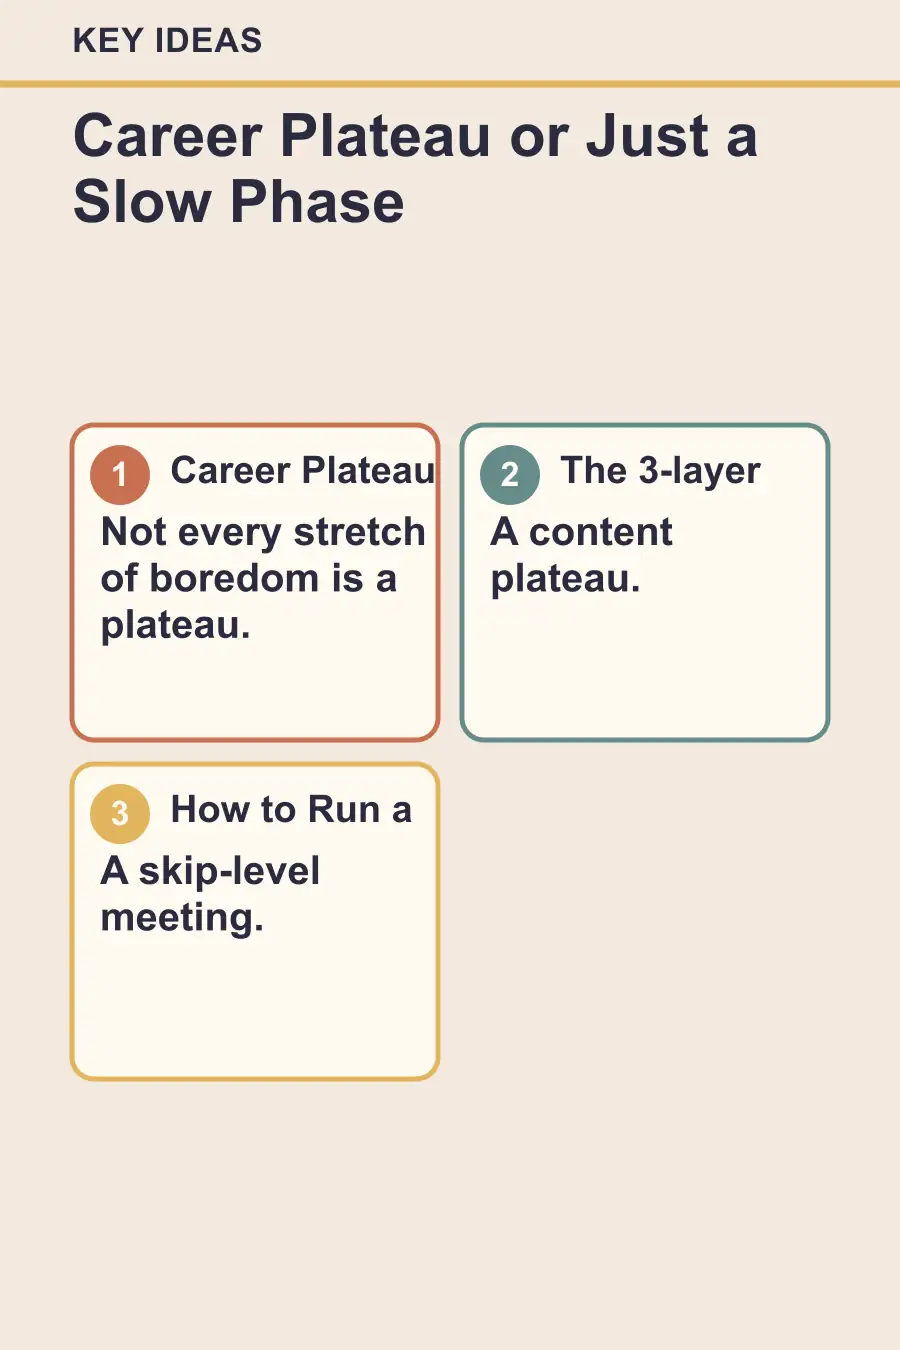 KEY IDEAS
Career Plateau or Just a
Slow Phase
1 Career Plateau
Not every stretch
of boredom is a
plateau.
2 The 3-layer
A content
plateau.
3 How to Run a
A skip-level
meeting.